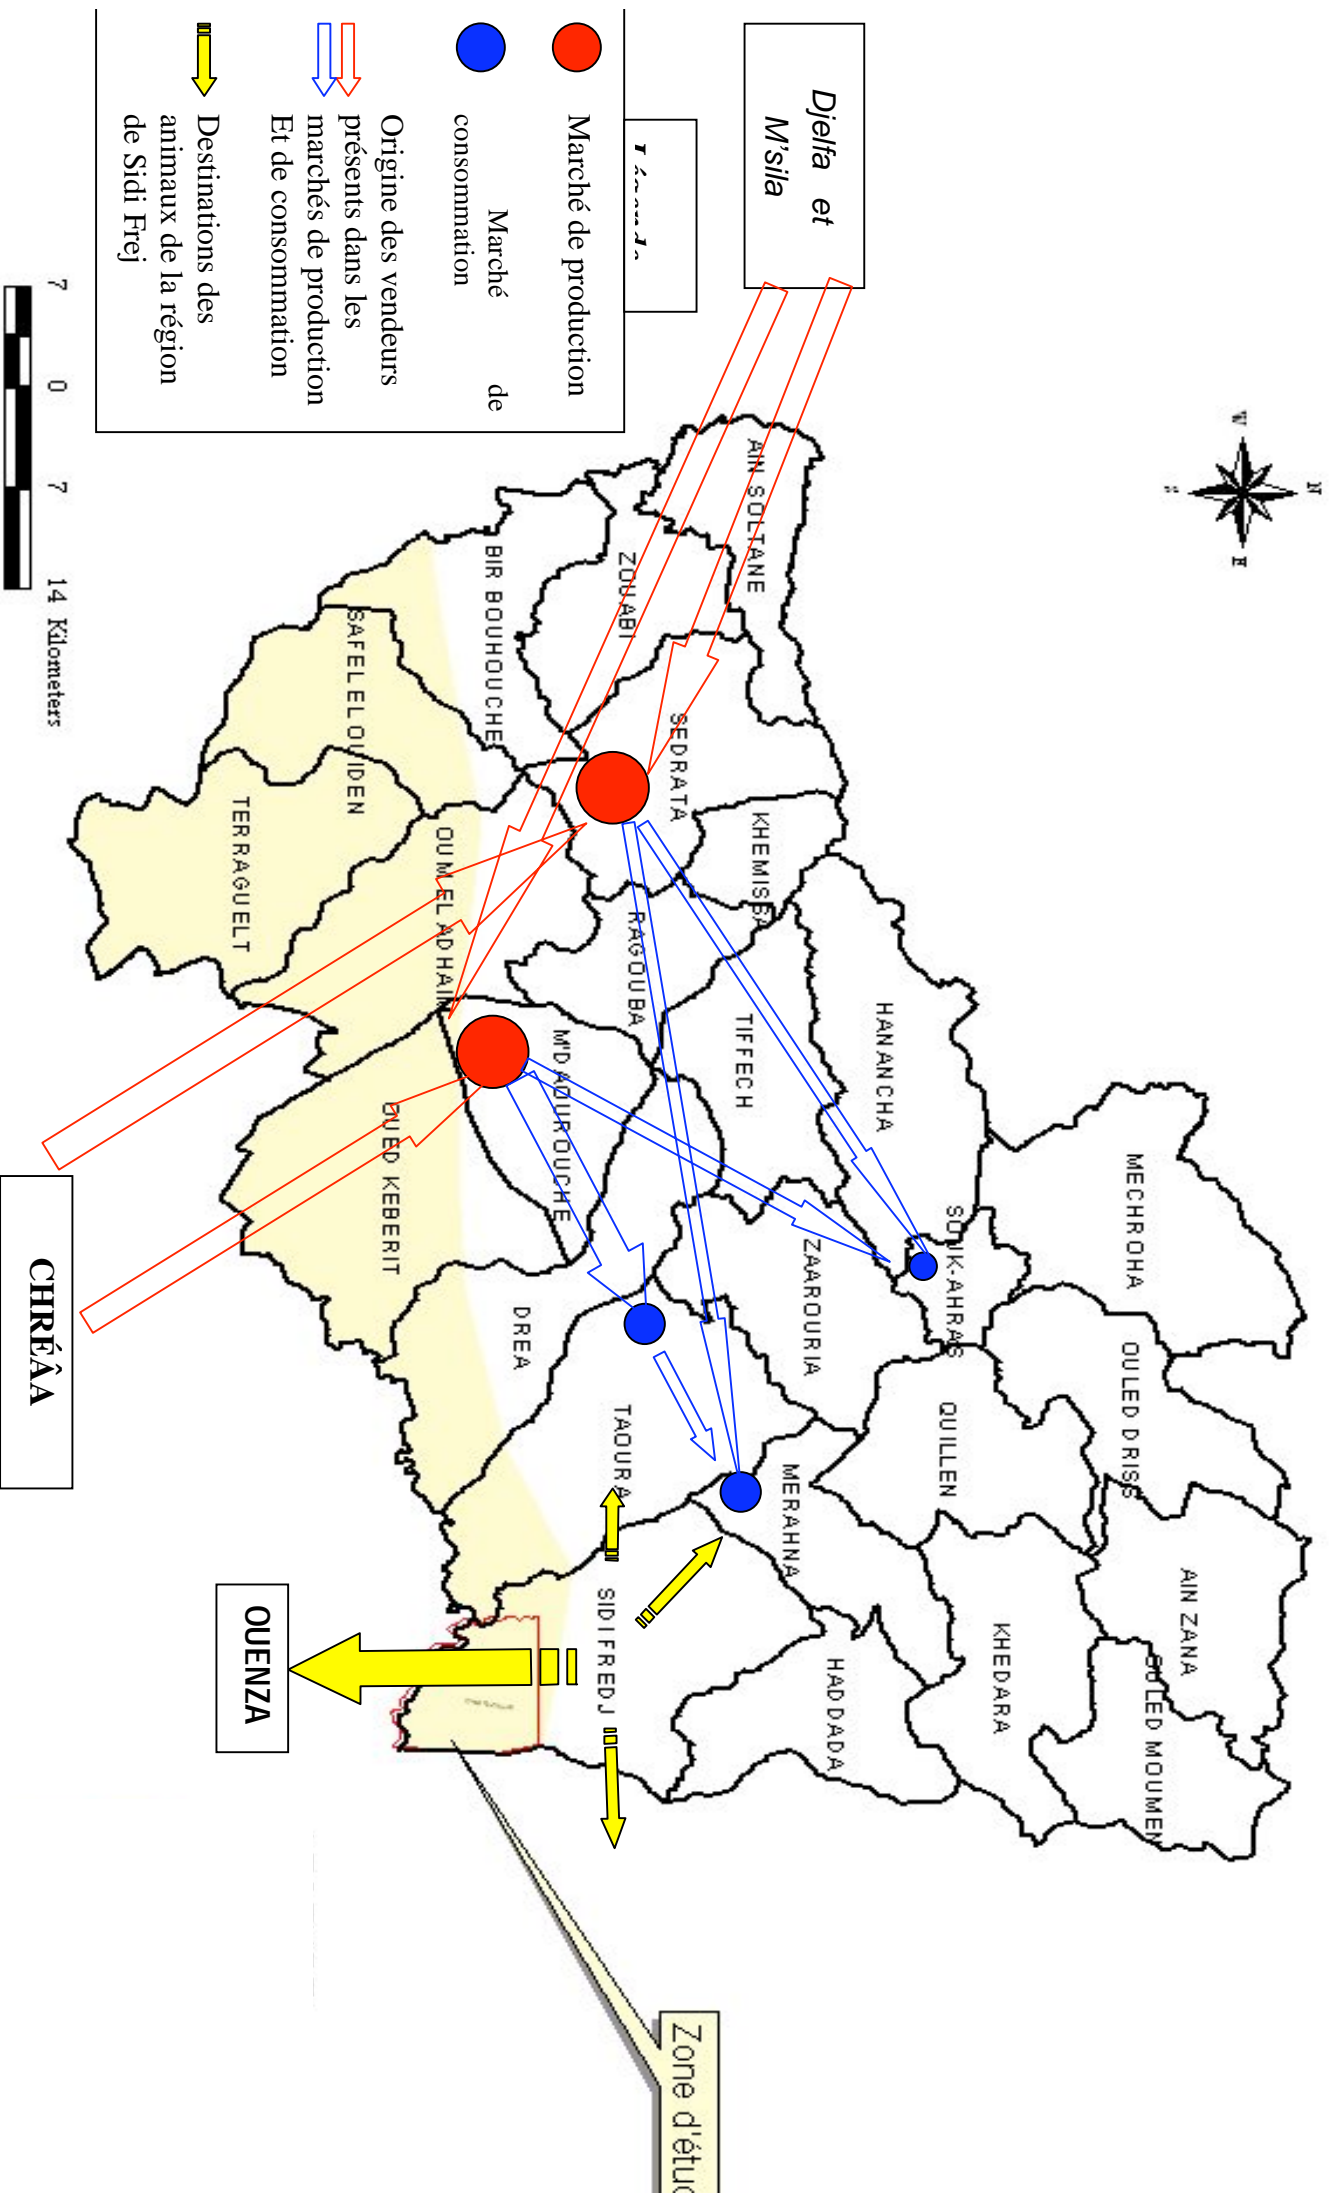 N
W
E
S
Djelfa et
M'sila
Marché de production
Marché de
consommation
Origine des vendeurs
présents dans les
marchés de production
Et de consommation
Destinations des
animaux de la région
de Sidi Frej
7 0 7 14 Kilometers
MECHROHA
OULED DRISS
AIN ZANA
OULED MOUMEN
SOUK-AHRAS
HANANCHA
QUILLEN
KHEDARA
ZAAROURIA
HADDADA
MERAHNA
KHEMISSA
TIFFECH
AIN SOLTANE
SEDRATA
RAGOUBA
ZOUABI
TAOURA
SIDI FREDJ
M'DAOUROUCHE
BIR BOUHOUCHE
DREA
OUM EL ADHAIM
OUED KEBERIT
SAFEL ELOUIDEN
TERRAGUELT
CHRÉÂA
OUENZA
Zone d'étud